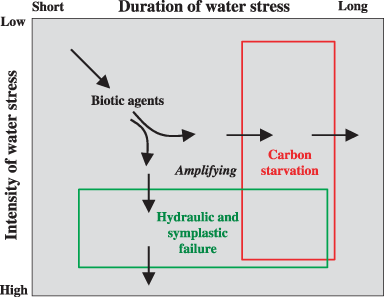 Short Duration of water stress Long
Low
Intensity of water stress
Biotic agents
Amplifying
Carbon
starvation
Hydraulic and
symplastic
failure
High